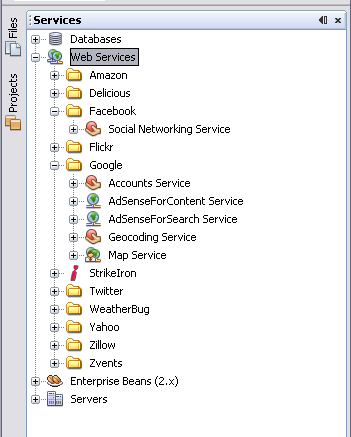 Services
Files
Projects
Databases
Web Services
Amazon
Delicious
Facebook
Social Networking Service
Flickr
Google
Accounts Service
AdSenseForContent Service
AdSenseForSearch Service
Geocoding Service
Map Service
StrikeIron
Twitter
WeatherBug
Yahoo
Zillow
Zvents
Enterprise Beans (2.x)
Servers